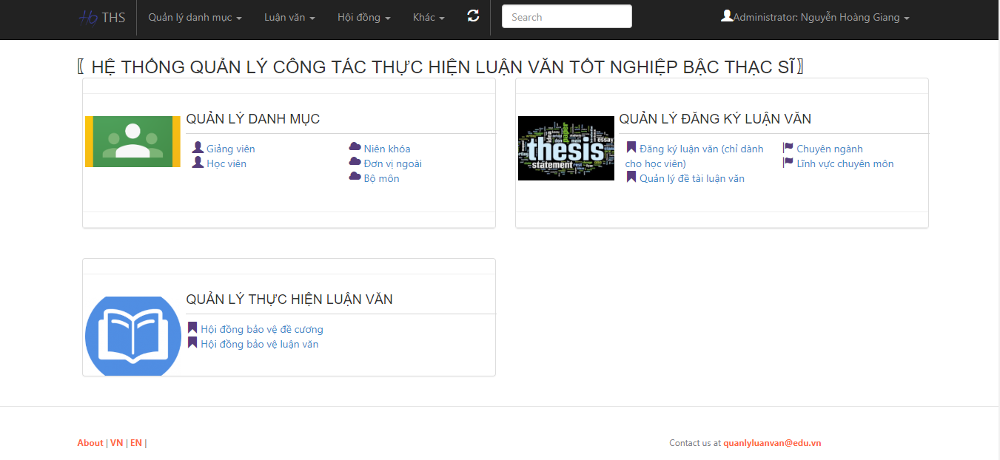 THS Quản lý danh mục Luận văn Hội đồng Khác Search Administrator: Nguyễn Hoàng Giang
〖 HỆ THỐNG QUẢN LÝ CÔNG TÁC THỰC HIỆN LUẬN VĂN TỐT NGHIỆP BẬC THẠC SĨ〗
QUẢN LÝ DANH MỤC
Giảng viên
Học viên
Niên khóa
Đơn vị ngoài
Bộ môn
thesis
statement
paper
essay
QUẢN LÝ ĐĂNG KÝ LUẬN VĂN
Đăng ký luận văn (chỉ dành
cho học viên)
Quản lý đề tài luận văn
Chuyên ngành
Lĩnh vực chuyên môn
QUẢN LÝ THỰC HIỆN LUẬN VĂN
Hội đồng bảo vệ đề cương
Hội đồng bảo vệ luận văn
About | VN | EN |
Contact us at quanlyluanvan@edu.vn